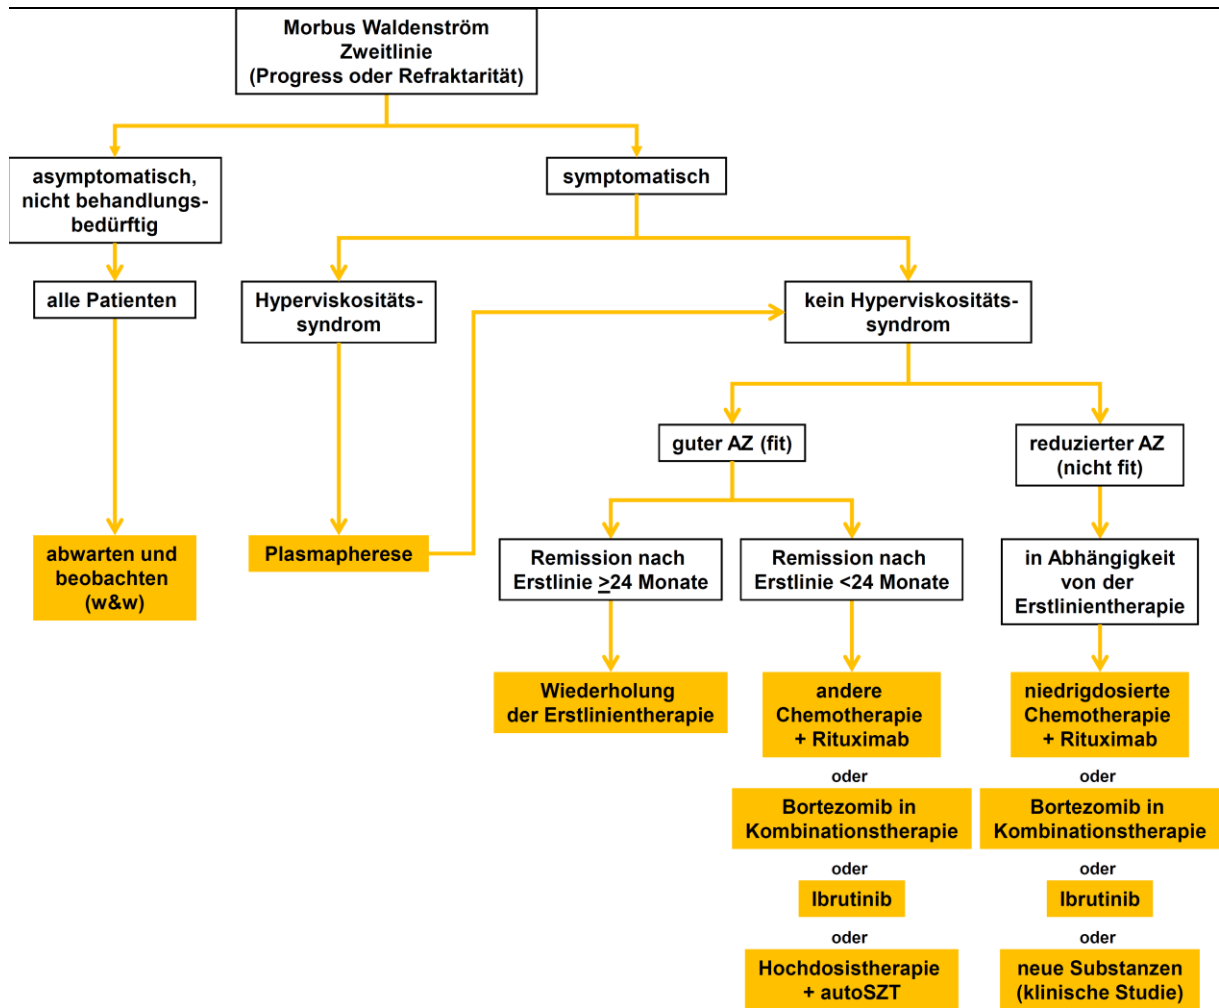 Morbus Waldenström
Zweitlinie
(Progress oder Refraktarität)
asymptomatisch,
nicht behandlungs-
bedürftig
symptomatisch
alle Patienten
Hyperviskositäts-
syndrom
kein Hyperviskositäts-
syndrom
guter AZ (fit)
reduzierter AZ
(nicht fit)
abwarten und
beobachten
(w&w)
Plasmapherese
Remission nach
Erstlinie ≥24 Monate
Remission nach
Erstlinie <24 Monate
in Abhängigkeit
von der
Erstlinientherapie
Wiederholung
der Erstlinientherapie
andere
Chemotherapie
+ Rituximab
oder
Bortezomib in
Kombinationstherapie
oder
Ibrutinib
oder
Hochdosistherapie
+ autoSZT
niedrigdosierte
Chemotherapie
+ Rituximab
oder
Bortezomib in
Kombinationstherapie
oder
Ibrutinib
oder
neue Substanzen
(klinische Studie)